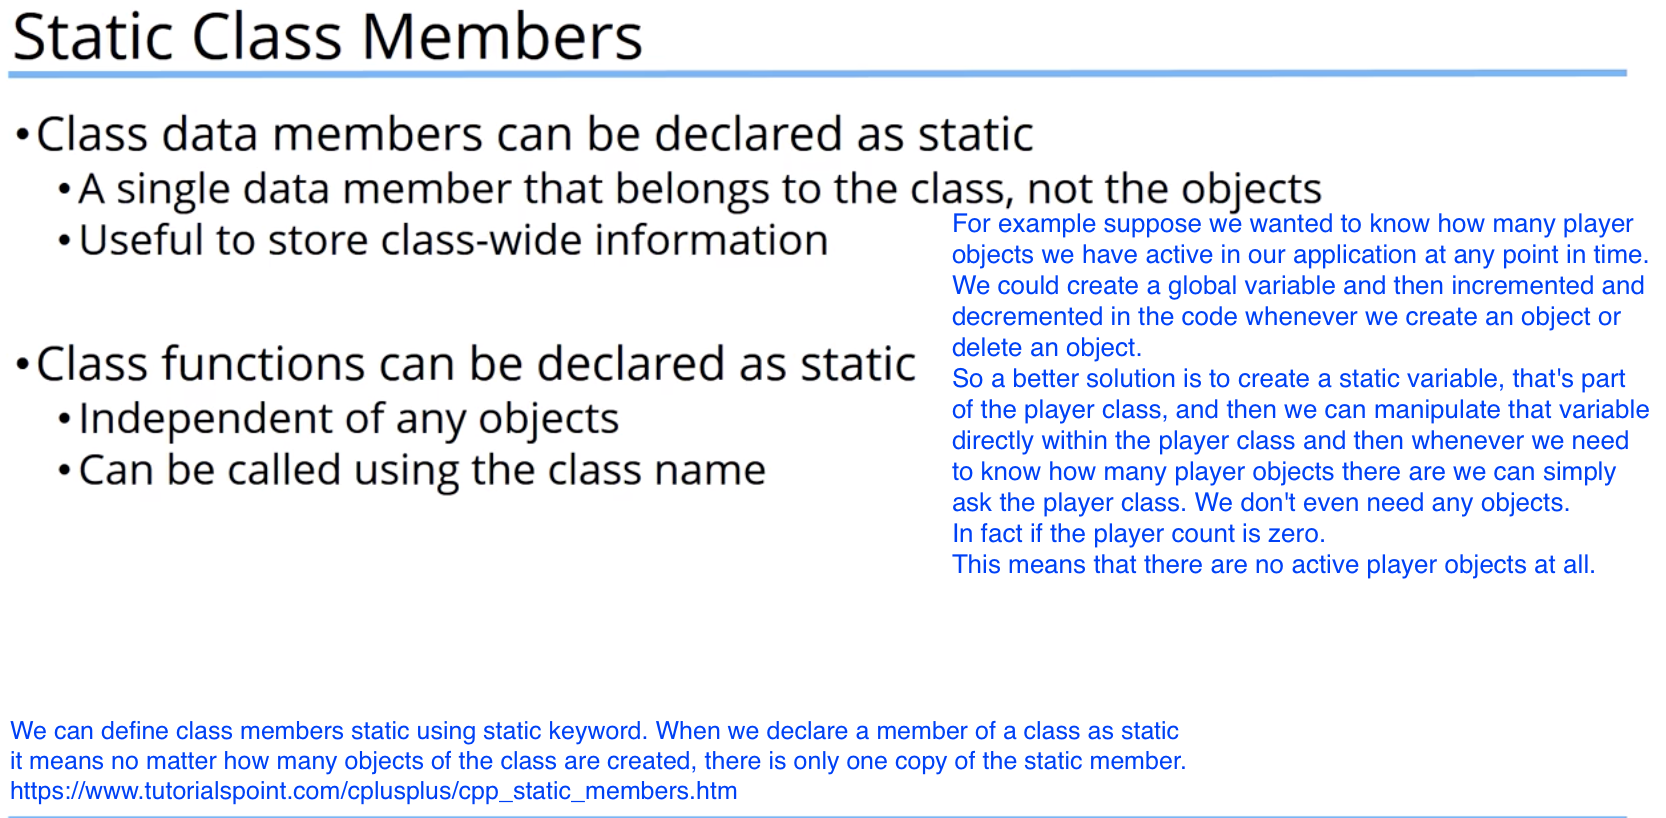 Static Class Members
•Class data members can be declared as static
•A single data member that belongs to the class, not the objects
•Useful to store class-wide information
For example suppose we wanted to know how many player
objects we have active in our application at any point in time.
We could create a global variable and then incremented and
decremented in the code whenever we create an object or
delete an object.
So a better solution is to create a static variable, that's part
of the player class, and then we can manipulate that variable
directly within the player class and then whenever we need
to know how many player objects there are we can simply
ask the player class. We don't even need any objects.
In fact if the player count is zero.
This means that there are no active player objects at all.
•Class functions can be declared as static
•Independent of any objects
•Can be called using the class name
We can define class members static using static keyword. When we declare a member of a class as static
it means no matter how many objects of the class are created, there is only one copy of the static member.
https://www.tutorialspoint.com/cplusplus/cpp_static_members.htm